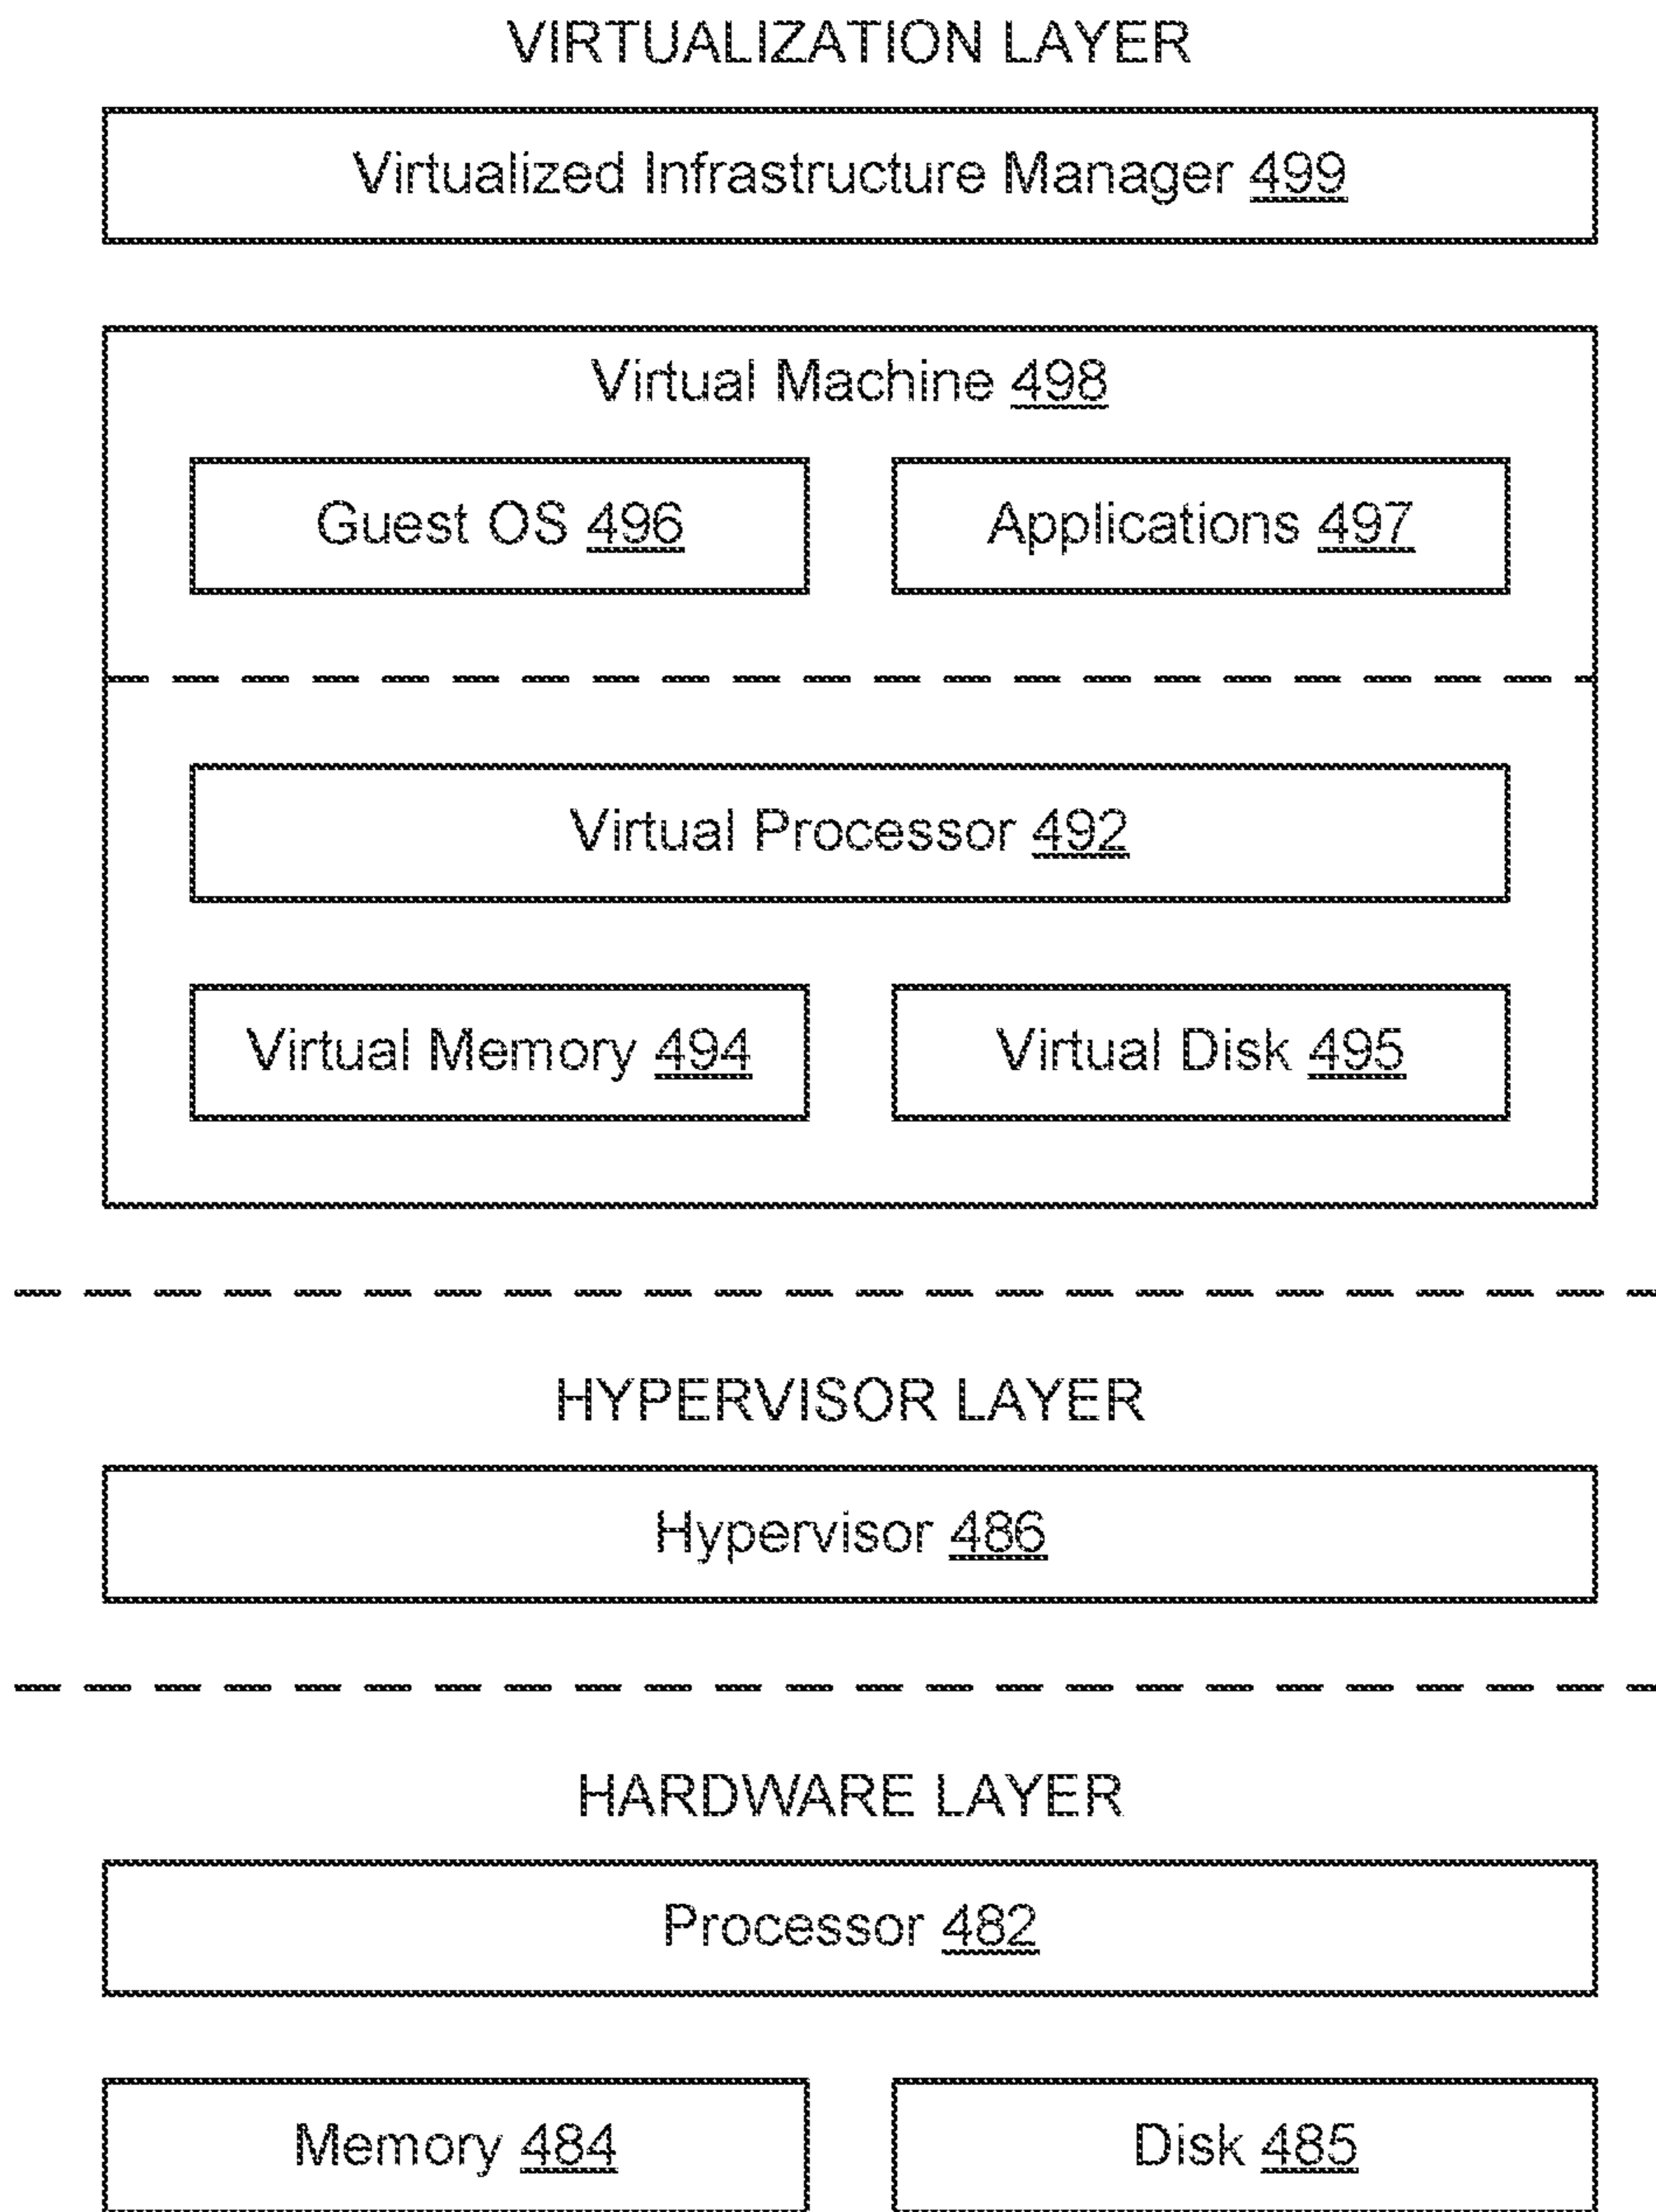 VIRTUALIZATION LAYER
Virtualized Infrastructure Manager 499
Virtual Machine 498
Guest OS 496
Applications 497
Virtual Processor 492
Virtual Memory 494
Virtual Disk 495
HYPERVISOR LAYER
Hypervisor 486
HARDWARE LAYER
Processor 482
Memory 484
Disk 485